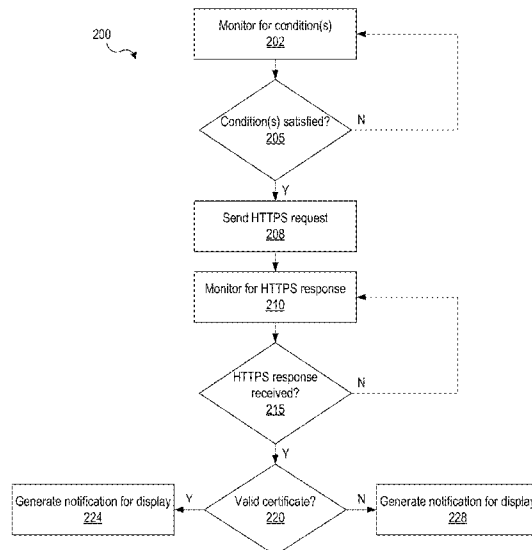 Monitor for condition(s)
202
200
Condition(s) satisfied?
205
N
Y
Send HTTPS request
208
Monitor for HTTPS response
210
HTTPS response
received?
215
N
Y
Generate notification for display
224
Y
Valid certificate?
220
N
Generate notification for display
228